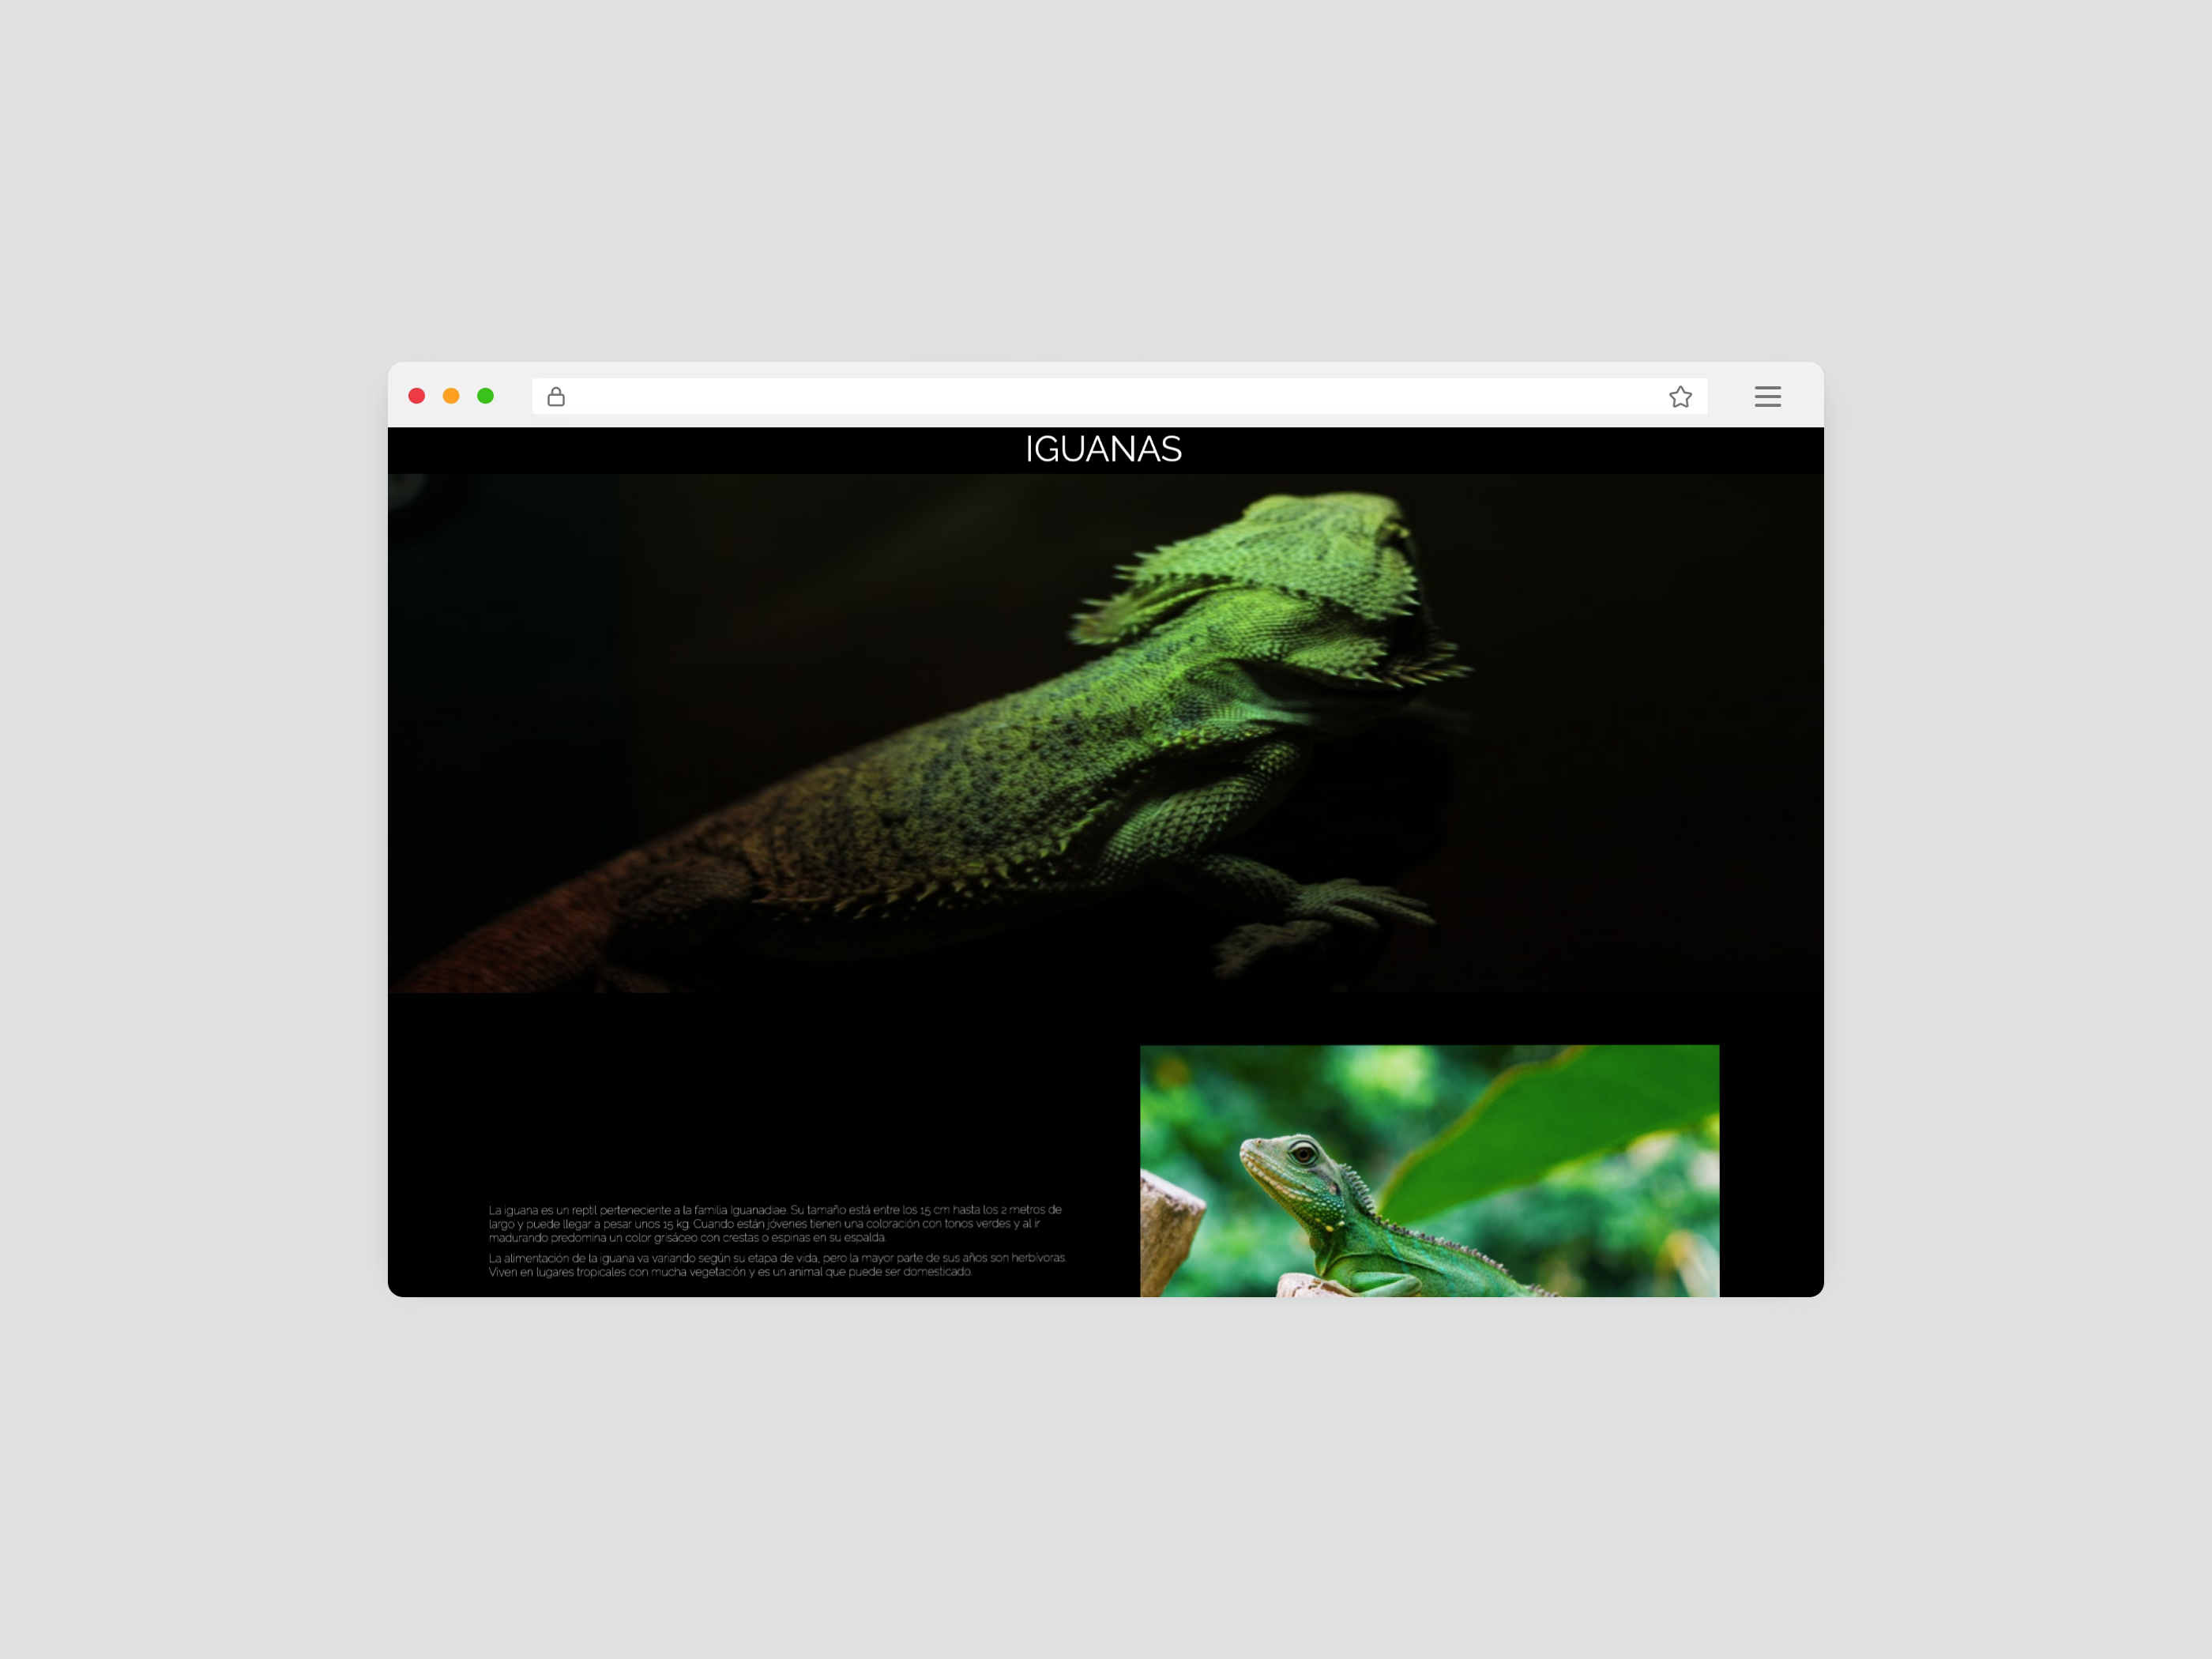 IGUANAS
La iguana es un reptil perteneciente a la familia Iguanadiae. Su tamaño está entre los 15 cm hasta los 2 metros de
largo y puede llegar a pesar unos 15 kg. Cuando están jóvenes tienen una coloración con tonos verdes y al ir
madurando predomina un color grisáceo con crestas o espinas en su espalda.
La alimentación de la iguana va variando según su etapa de vida, pero la mayor parte de sus años son herbívoras.
Viven en lugares tropicales con mucha vegetación y es un animal que puede ser domesticado.